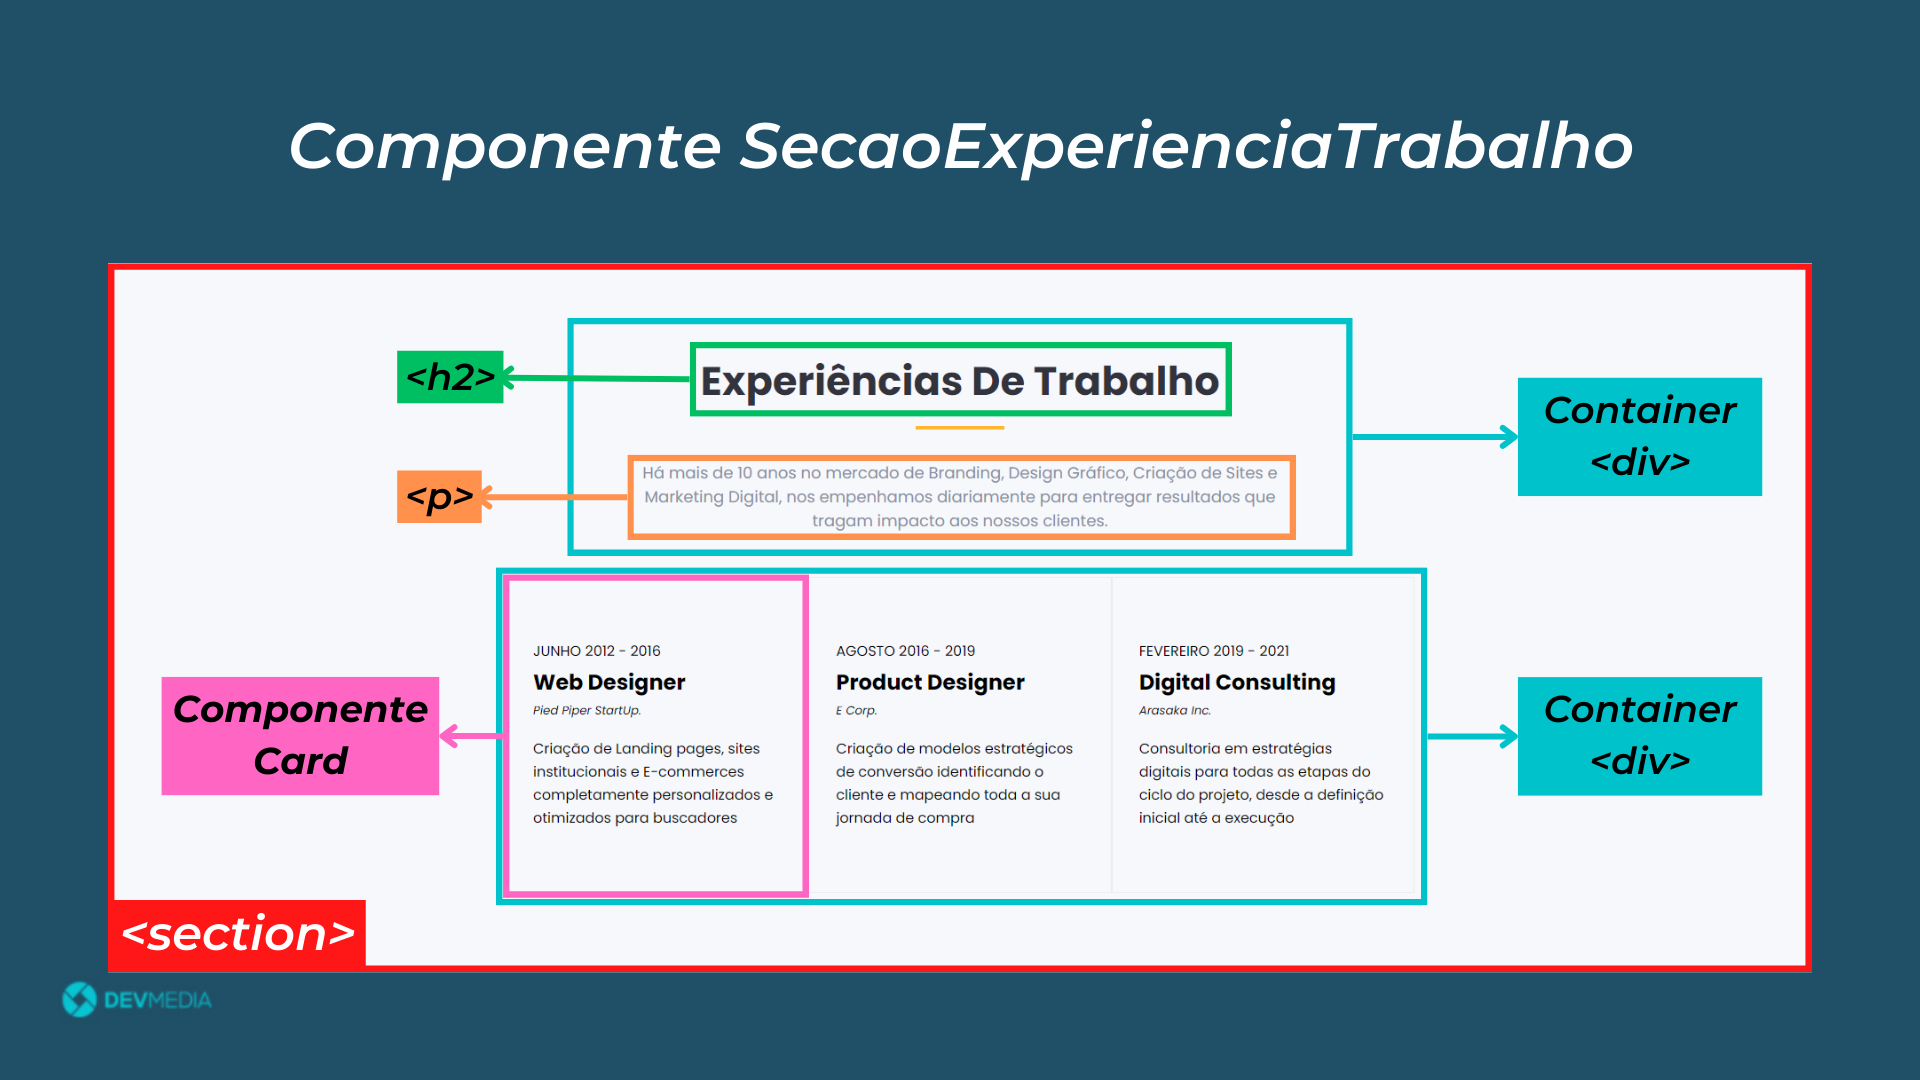 Componente SecaoExperienciaTrabalho
<h2>
Experiências De Trabalho
Container
<div>
<p>
Há mais de 10 anos no mercado de Branding, Design Gráfico, Criação de Sites e
Marketing Digital, nos empenhamos diariamente para entregar resultados que
tragam impacto aos nossos clientes.
Componente
Card
JUNHO 2012 - 2016
Web Designer
Pied Piper StartUp.
Criação de Landing pages, sites
institucionais e E-commerces
completamente personalizados e
otimizados para buscadores
AGOSTO 2016 - 2019
Product Designer
E Corp.
Criação de modelos estratégicos
de conversão identificando o
cliente e mapeando toda a sua
jornada de compra
FEVEREIRO 2019 - 2021
Digital Consulting
Arasaka Inc.
Consultoria em estratégias
digitais para todas as etapas do
ciclo do projeto, desde a definição
inicial até a execução
Container
<div>
<section>
DEVMEDIA